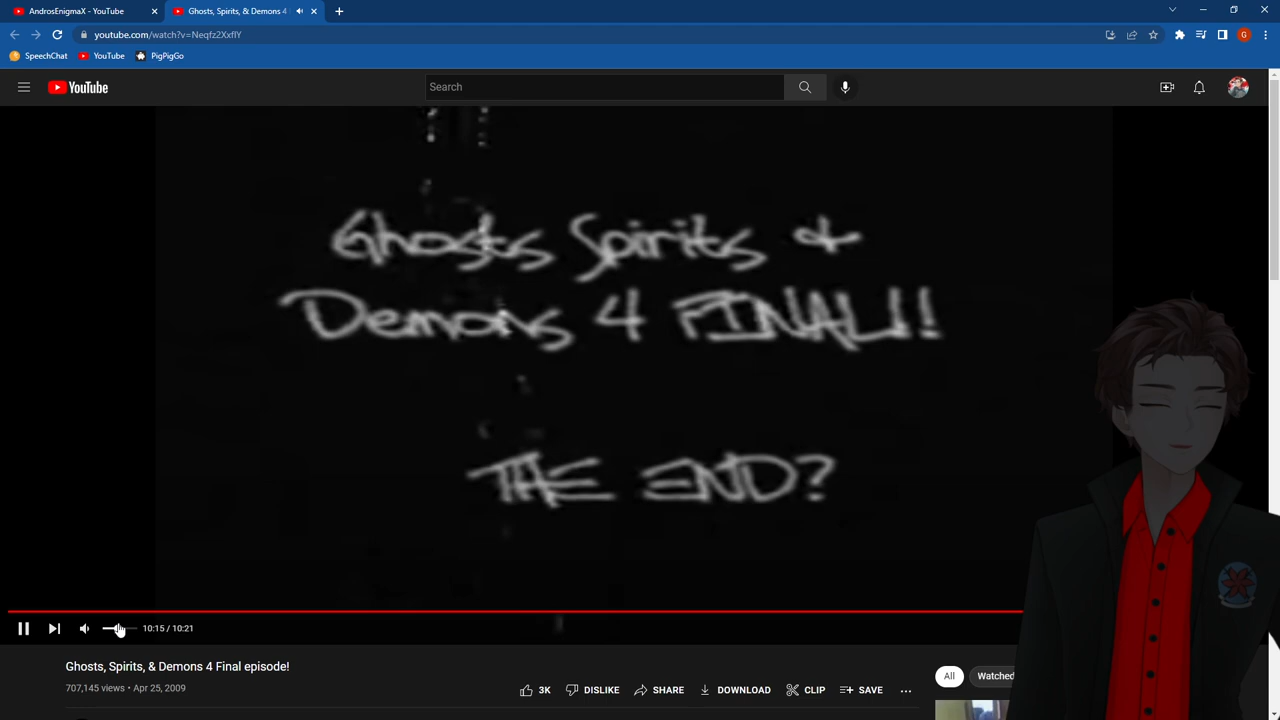 AndrosEnigmaX - YouTube
Ghosts, Spirits, & Demons 4
youtube.com/watch?v=Neqfz2XxfIY
G
SpeechChat
YouTube
PigPigGo
YouTube
Search
Ghosts Spirits &
Demons 4 FINAL!!
THE END?
10:15 / 10:21
Ghosts, Spirits, & Demons 4 Final episode!
707,145 views • Apr 25, 2009
3K
DISLIKE
SHARE
DOWNLOAD
CLIP
SAVE
All
Watched